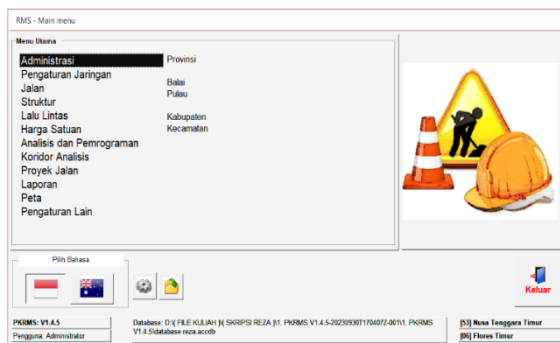 RMS - Main menu
Menu Utama
Administrasi
Pengaturan Jaringan
Jalan
Struktur
Lalu Lintas
Harga Satuan
Analisis dan Pemrograman
Koridor Analisis
Proyek Jalan
Laporan
Peta
Pengaturan Lain
Provinsi
Balai
Pulau
Kabupaten
Kecamatan
Pilih Bahasa
Keluar
PKRMS: V1.4.5
Pengguna: Administrator
Database: D:\( FILE KULIAH )\( SKRIPSI REZA )\1. PKRMS V1.4.5-20230930T170407Z-001\1. PKRMS
V1.4.5\database reza.accdb
[53] Nusa Tenggara Timur
[06] Flores Timur